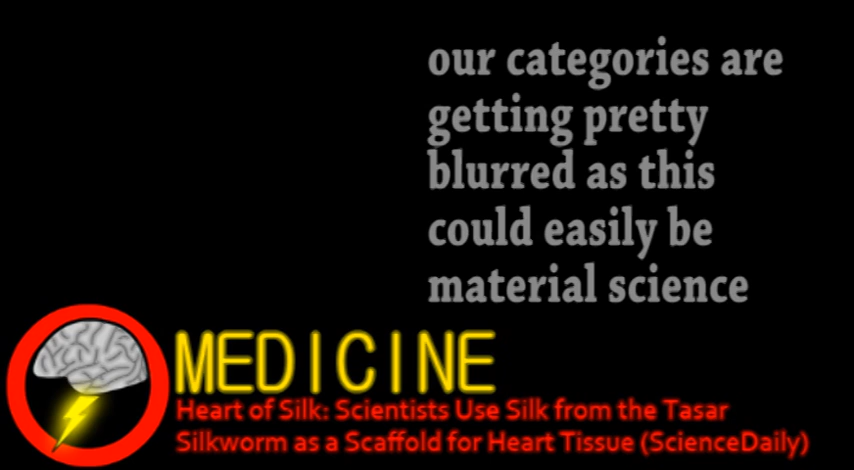 our categories are
getting pretty
blurred as this
could easily be
material science
MEDICINE
Heart of Silk: Scientists Use Silk from the Tasar
Silkworm as a Scaffold for Heart Tissue (ScienceDaily)